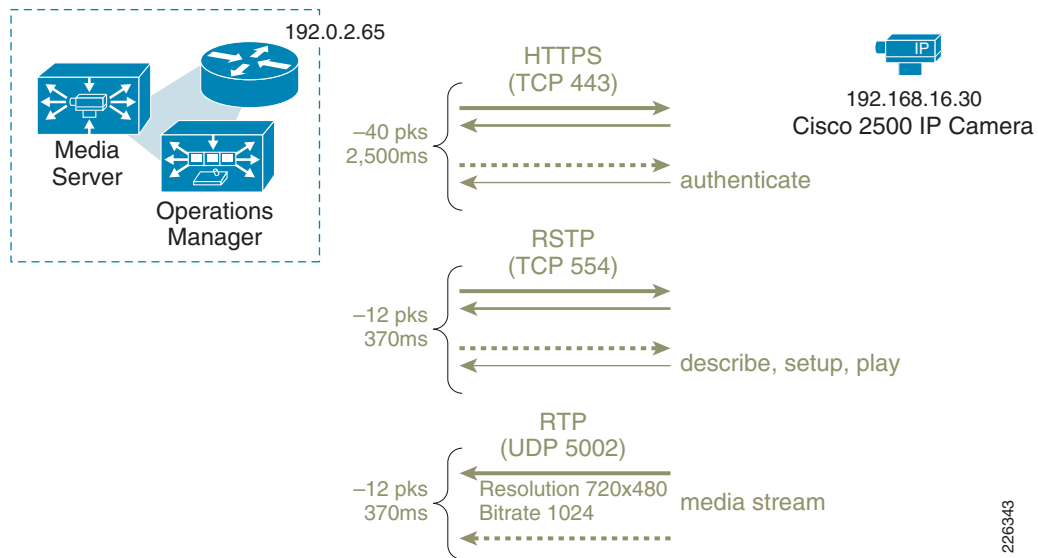 192.0.2.65
Media
Server
Operations
Manager
HTTPS
(TCP 443)
–40 pks
2,500ms
authenticate
IP
192.168.16.30
Cisco 2500 IP Camera
RSTP
(TCP 554)
–12 pks
370ms
describe, setup, play
RTP
(UDP 5002)
–12 pks
370ms
Resolution 720x480
Bitrate 1024
media stream
226343